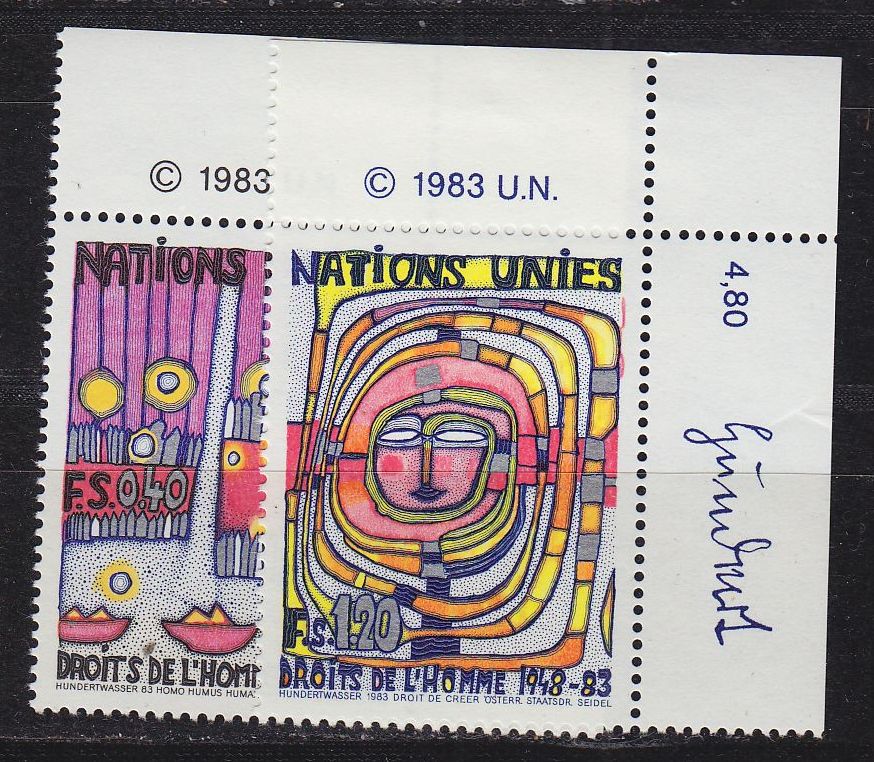 © 1983
© 1983 U.N.
NATIONS
F.S.0,40
DROITS DE L'HOM
HUNDERTWASSER 83 HOMO HUMUS HUMA
NATIONS UNIES
F.S.1.20
DROITS DE L'HOMME 1948-83
HUNDERTWASSER 1983 DROIT DE CREER ÖSTERR. STAATSDR. SEIDEL
4,80